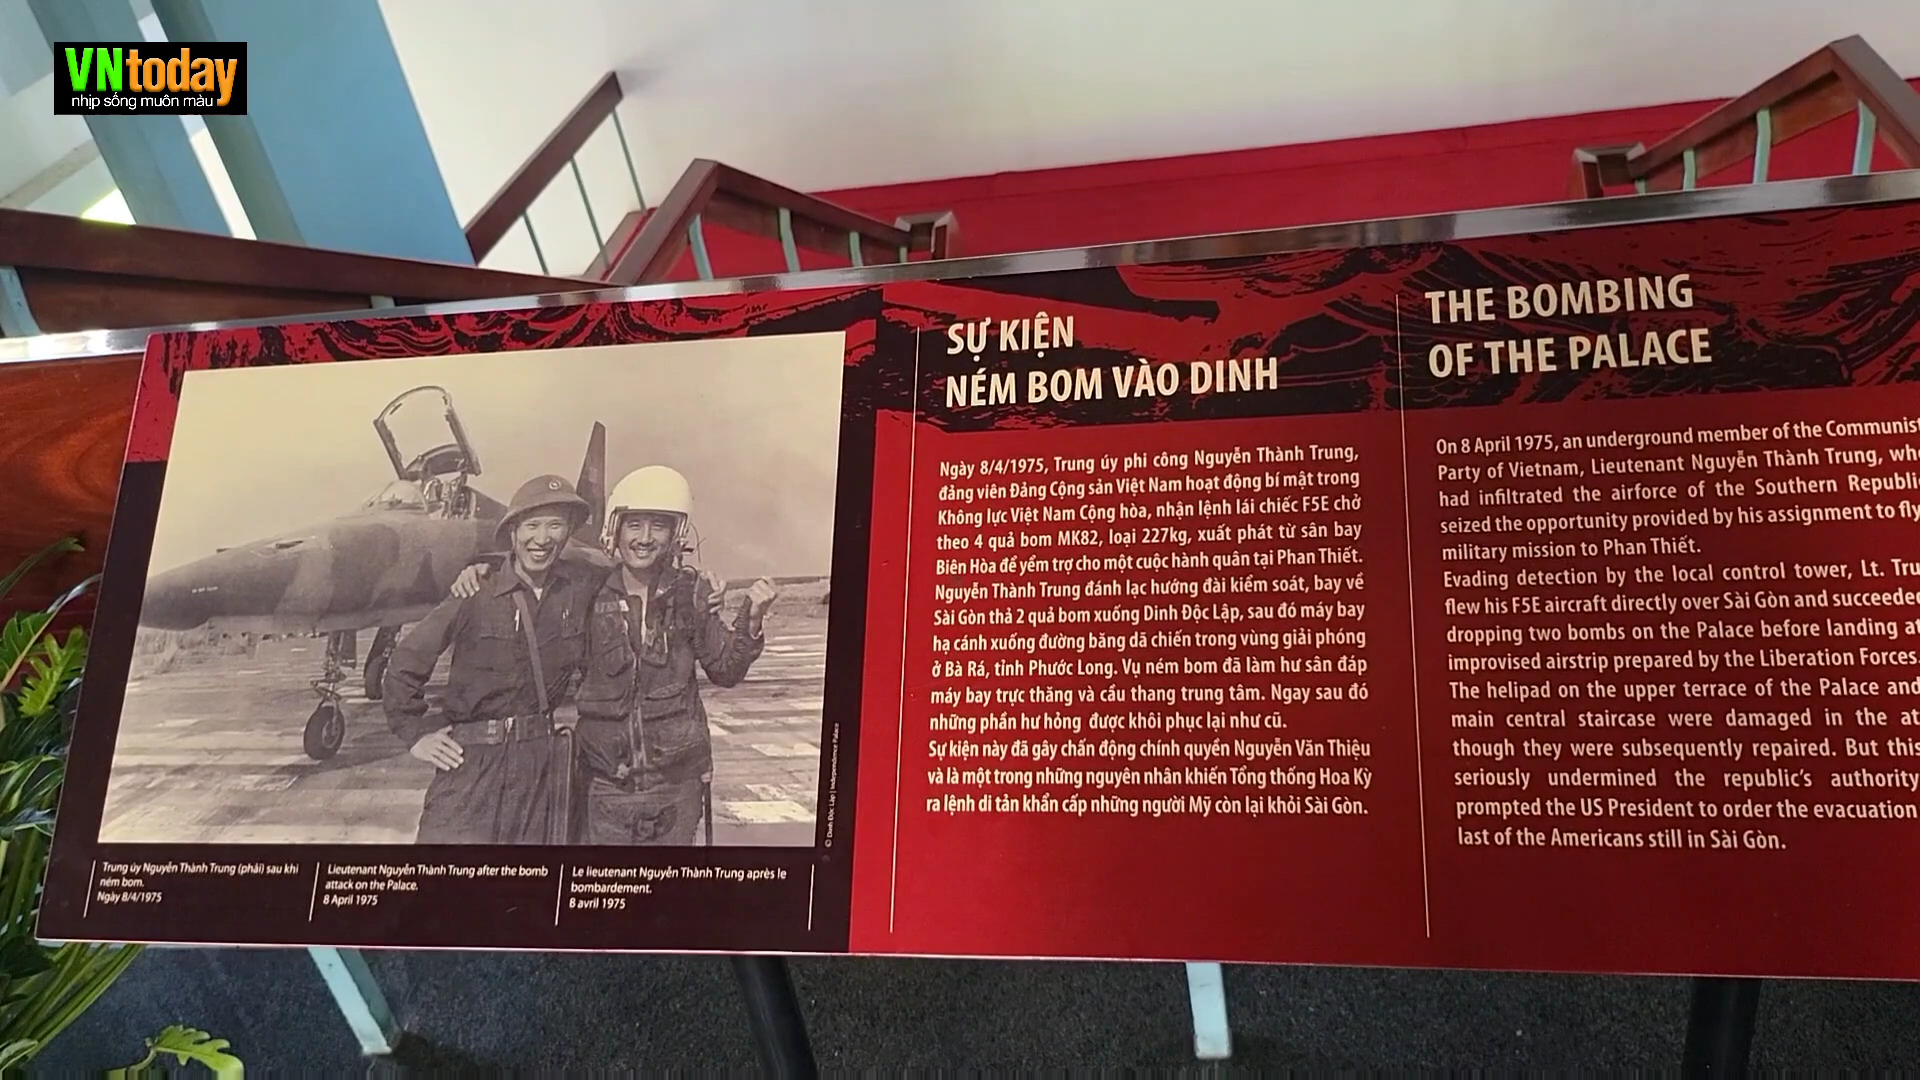 VNtoday
nhịp sống muôn màu
SỰ KIỆN
NÉM BOM VÀO DINH
Ngày 8/4/1975, Trung úy phi công Nguyễn Thành Trung,
đảng viên Đảng Cộng sản Việt Nam hoạt động bí mật trong
Không lực Việt Nam Cộng hòa, nhận lệnh lái chiếc F5E chở
theo 4 quả bom MK82, loại 227kg, xuất phát từ sân bay
Biên Hòa để yểm trợ cho một cuộc hành quân tại Phan Thiết.
Nguyễn Thành Trung đánh lạc hướng đài kiểm soát, bay về
Sài Gòn thả 2 quả bom xuống Dinh Độc Lập, sau đó máy bay
hạ cánh xuống đường băng dã chiến trong vùng giải phóng
ở Bà Rá, tỉnh Phước Long. Vụ ném bom đã làm hư sân đáp
máy bay trực thăng và cầu thang trung tâm. Ngay sau đó
những phần hư hỏng được khôi phục lại như cũ.
Sự kiện này đã gây chấn động chính quyền Nguyễn Văn Thiệu
và là một trong những nguyên nhân khiến Tổng thống Hoa Kỳ
ra lệnh di tản khẩn cấp những người Mỹ còn lại khỏi Sài Gòn.
THE BOMBING
OF THE PALACE
On 8 April 1975, an underground member of the Communist
Party of Vietnam, Lieutenant Nguyễn Thành Trung, who
had infiltrated the airforce of the Southern Republi
seized the opportunity provided by his assignment to fly
military mission to Phan Thiết.
Evading detection by the local control tower, Lt. Tru
flew his F5E aircraft directly over Sài Gòn and succeeded
dropping two bombs on the Palace before landing at
improvised airstrip prepared by the Liberation Forces.
The helipad on the upper terrace of the Palace and
main central staircase were damaged in the at
though they were subsequently repaired. But this
seriously undermined the republic's authority
prompted the US President to order the evacuation
last of the Americans still in Sài Gòn.
Trung úy Nguyễn Thành Trung (phải) sau khi
ném bom.
Ngày 8/4/1975
Lieutenant Nguyễn Thành Trung after the bomb
attack on the Palace.
8 April 1975
Le lieutenant Nguyễn Thành Trung après le
bombardement.
8 avril 1975
© Dinh Độc Lập | Independence Palace